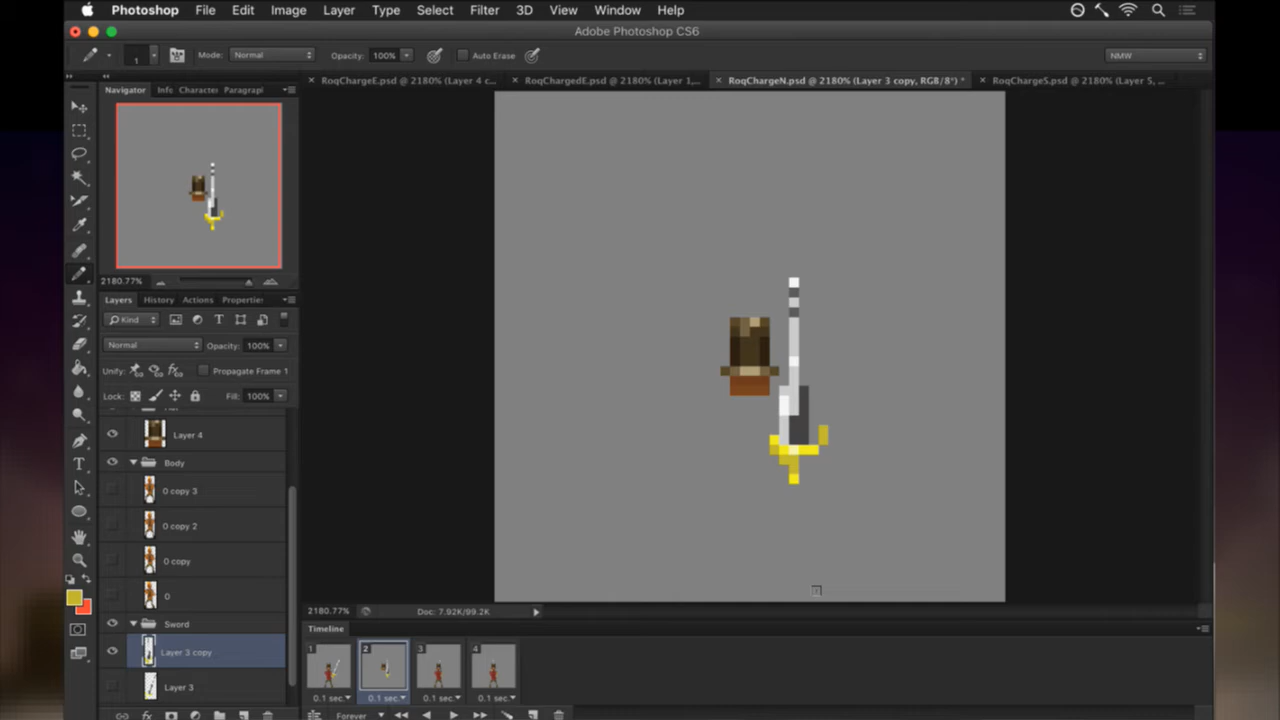 Photoshop File Edit Image Layer Type Select Filter 3D View Window Help
Adobe Photoshop CS6
1 Mode: Normal Opacity: 100% Auto Erase NMW
RoqChargeE.psd @ 2180% (Layer 4 c... RoqChargedE.psd @ 2180% (Layer 1,... RoqChargeN.psd @ 2180% (Layer 3 copy, RGB/8*) * RoqChargeS.psd @ 2180% (Layer 5, ...
Navigator Info Character Paragrapl
2180.77%
Layers History Actions Propertie:
Kind
Normal Opacity: 100%
Unify: Propagate Frame 1
Lock: Fill: 100%
Layer 4
Body
0 copy 3
0 copy 2
0 copy
0
Sword
Layer 3 copy
Layer 3
2180.77% Doc: 7.92K/99.2K
Timeline
1 2 3 4
0.1 sec. 0.1 sec. 0.1 sec. 0.1 sec.
Forever